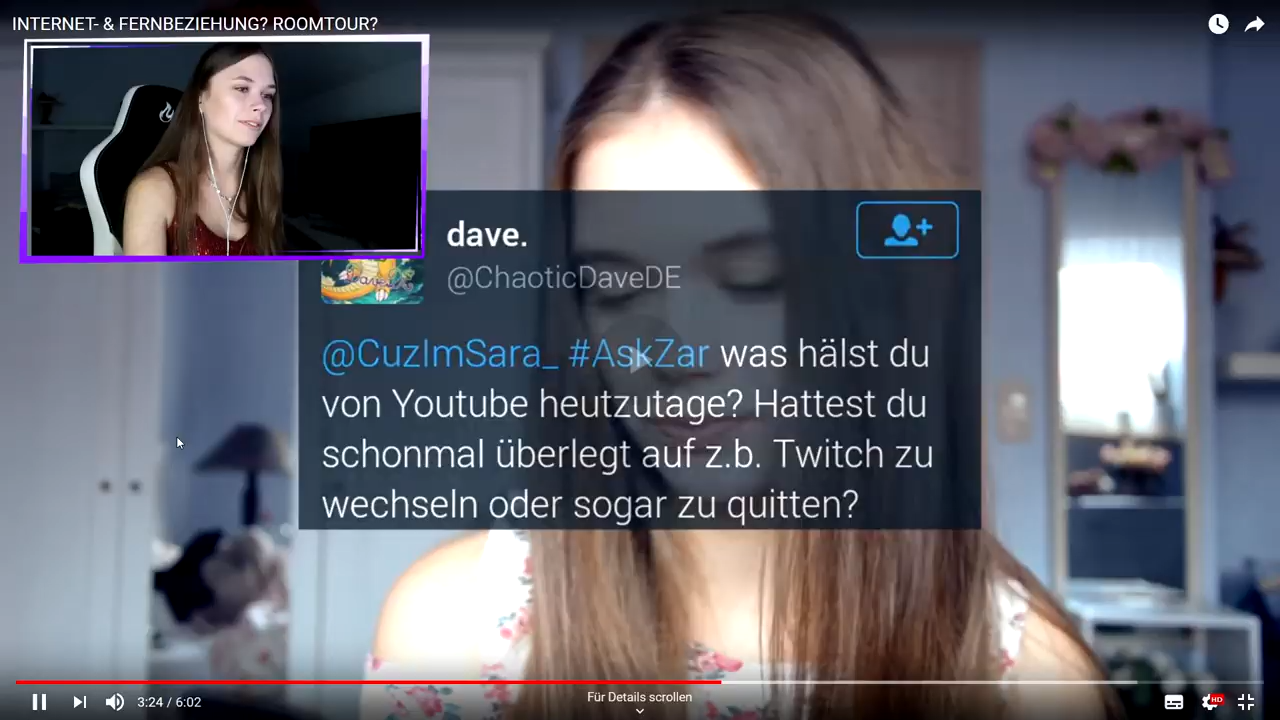 INTERNET- & FERNBEZIEHUNG? ROOMTOUR?
dave.
@ChaoticDaveDE
@CuzImSara_ #AskZar was hälst du
von Youtube heutzutage? Hattest du
schonmal überlegt auf z.b. Twitch zu
wechseln oder sogar zu quitten?
3:24 / 6:02
Für Details scrollen
HD